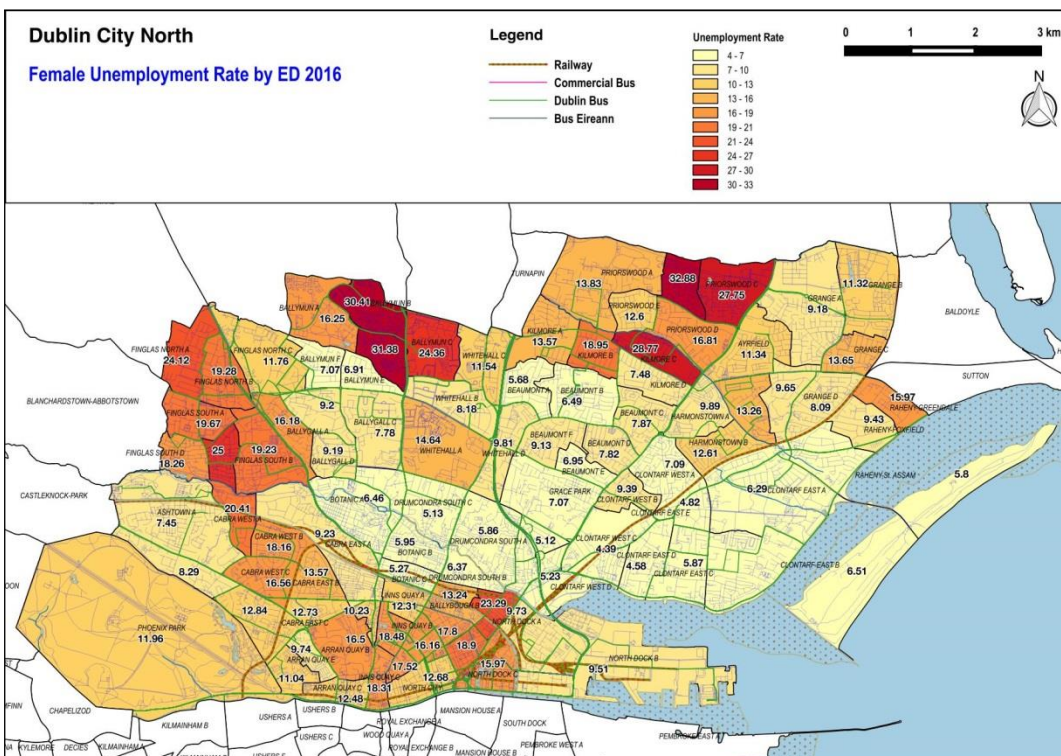 Dublin City North
Female Unemployment Rate by ED 2016
Legend
Railway
Commercial Bus
Dublin Bus
Bus Eireann
Unemployment Rate
4 - 7
7 - 10
10 - 13
13 - 16
16 - 19
19 - 21
21 - 24
24 - 27
27 - 30
30 - 33
0 1 2 3 km
N
TURNAPIN
PRIORSWOOD A
13.83
32.88
PRIORSWOOD C
27.75
11.32
GRANGE B
GRANGE A
9.18
BALDOYLE
BALLYMUN A
16.25
30.41
BALLYMUN B
31.38
BALLYMUN C
24.36
PRIORSWOOD E
12.6
KILMORE A
13.57
18.95
KILMORE B
28.77
KILMORE C
PRIORSWOOD D
16.81
AYRFIELD
11.34
GRANGE C
13.65
FINGLAS NORTH A
24.12
FINGLAS NORTH C
11.76
19.28
FINGLAS NORTH B
BALLYMUN F
7.07
6.91
BALLYMUN E
WHITEHALL C
11.54
5.68
BEAUMONT A
BEAUMONT B
6.49
7.48
KILMORE D
SUTTON
BLANCHARDSTOWN-ABBOTSTOWN
FINGLAS SOUTH A
19.67
16.18
BALLYGALL A
9.2
BALLYGALL C
7.78
WHITEHALL B
8.18
BEAUMONT C
7.87
9.89
HARMONSTOWN A
13.26
9.65
GRANGE D
8.09
15.97
RAHENY-GREENDALE
9.43
RAHENY-FOXFIELD
FINGLAS SOUTH D
18.26
25
19.23
FINGLAS SOUTH B
9.19
BALLYGALL D
14.64
WHITEHALL A
9.81
WHITEHALL D
BEAUMONT F
9.13
6.95
BEAUMONT E
BEAUMONT D
7.82
HARMONSTOWN B
12.61
7.09
CLONTARF WEST A
RAHENY-ST. ASSAM
5.8
CASTLEKNOCK-PARK
ASHTOWN A
7.45
20.41
CABRA WEST A
BOTANIC A
6.46
DRUMCONDRA SOUTH C
5.13
GRACE PARK
7.07
9.39
CLONTARF WEST B
4.82
CLONTARF WEST E
6.29
CLONTARF EAST A
CABRA WEST B
18.16
9.23
CABRA EAST A
5.95
BOTANIC B
5.86
DRUMCONDRA SOUTH A
5.12
CLONTARF WEST C
4.39
CLONTARF EAST D
4.58
5.87
CLONTARF EAST C
CLONTARF EAST B
6.51
8.29
CABRA WEST C
16.56
13.57
CABRA EAST B
5.27
BOTANIC C
6.37
DRUMCONDRA SOUTH B
5.23
CLONTARF WEST D
PHOENIX PARK
11.96
12.84
12.73
CABRA EAST C
10.23
INNS QUAY A
12.31
13.24
BALLYBOUGH B
23.29
9.73
NORTH DOCK A
9.74
ARRAN QUAY E
16.5
ARRAN QUAY B
18.48
INNS QUAY B
16.16
17.8
18.9
11.04
17.52
INNS QUAY C
12.68
NORTH CITY
15.97
NORTH DOCK C
9.51
NORTH DOCK B
ARRAN QUAY C
12.48
18.31
CHAPELIZOD
KILMAINHAM B
USHERS A
USHERS B
USHERS C
ROYAL EXCHANGE A
WOOD QUAY A
ROYAL EXCHANGE B
MANSION HOUSE A
SOUTH DOCK
MANSION HOUSE B
PEMBROKE WEST A
PEMBROKE EAST A
KYLEMORE
DECIES
KILMAINHAM A